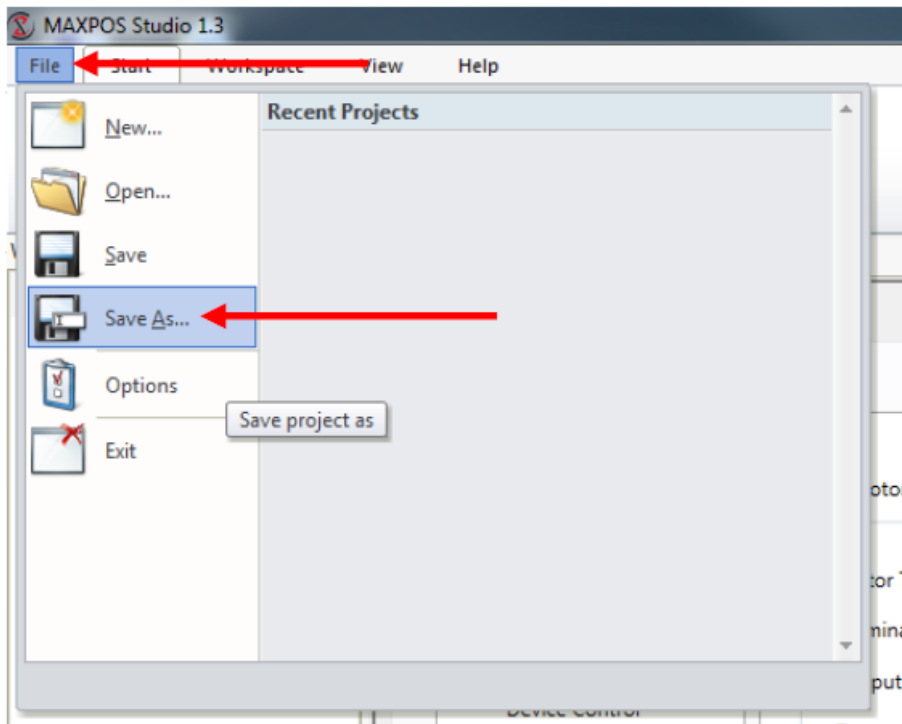 MAXPOS Studio 1.3
File Start Workspace View Help
Recent Projects
New...
Open...
Save
Save As...
Options
Save project as
Exit
Device Control